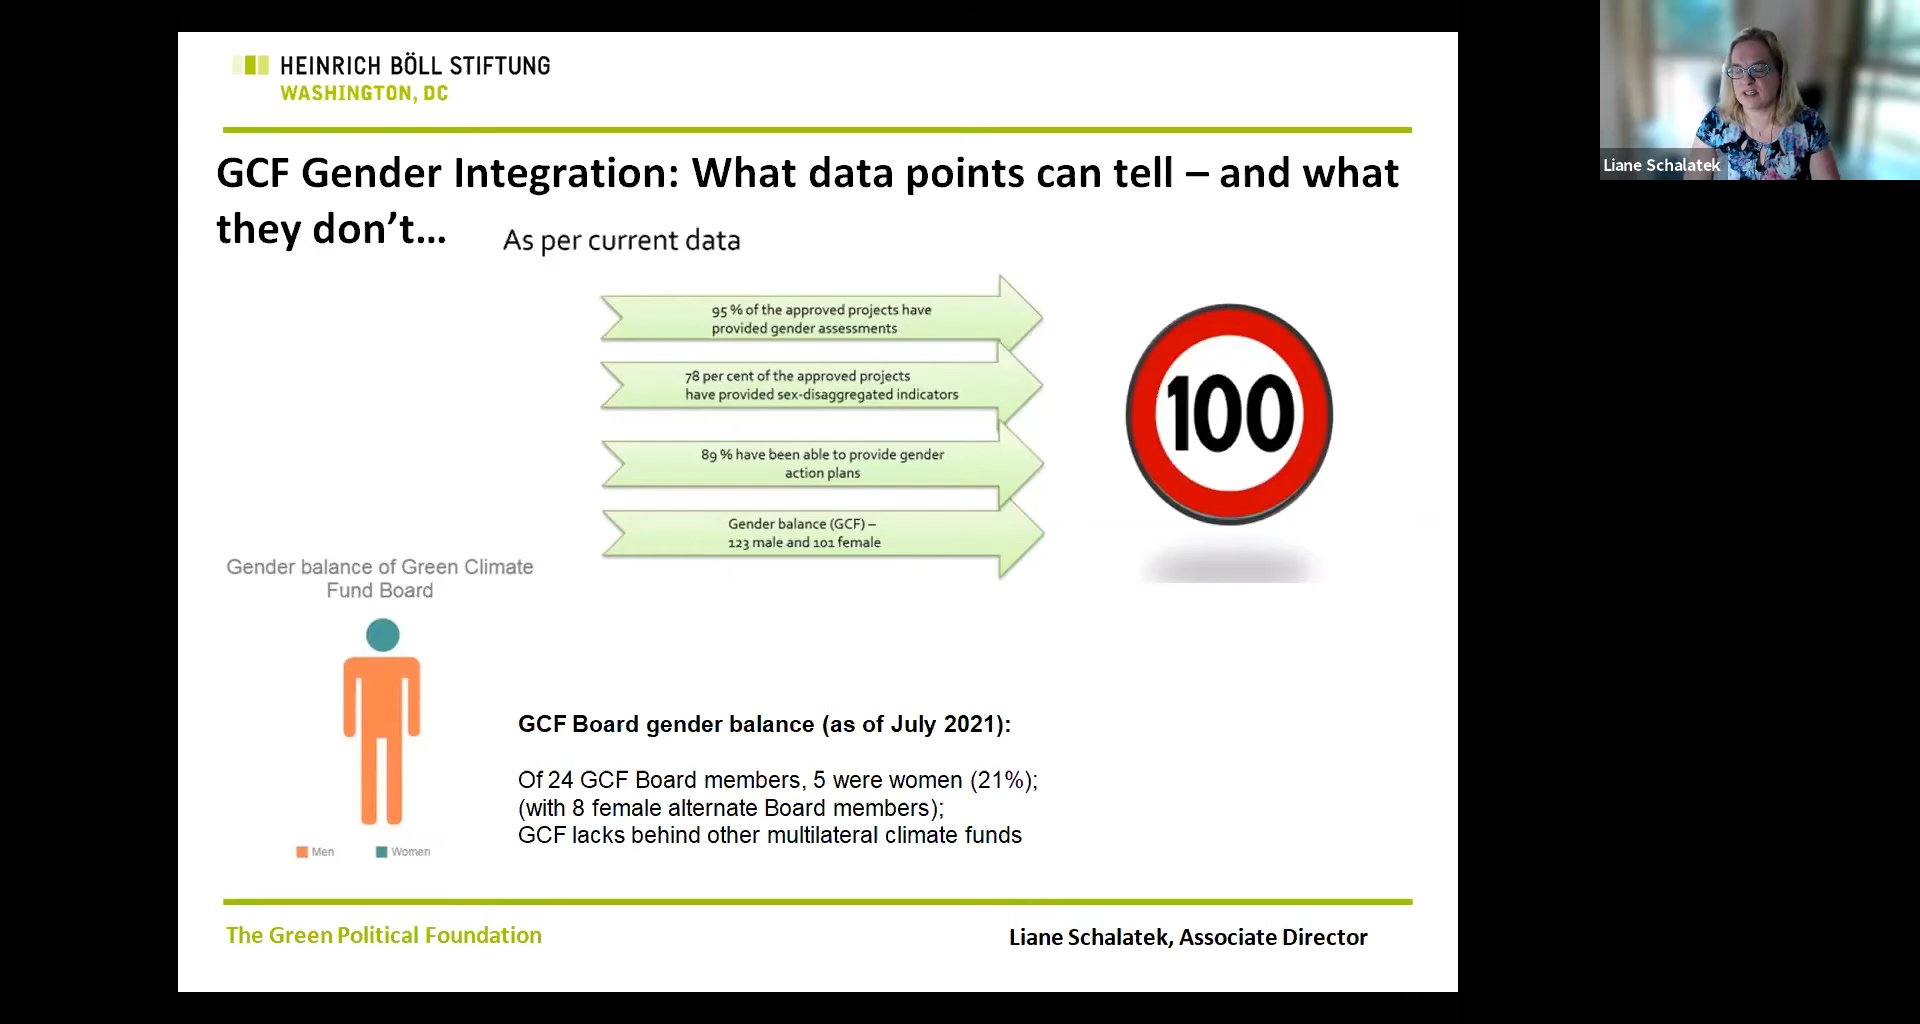 HEINRICH BÖLL STIFTUNG
WASHINGTON, DC
GCF Gender Integration: What data points can tell – and what
they don’t...
As per current data
95 % of the approved projects have
provided gender assessments
78 per cent of the approved projects
have provided sex-disaggregated indicators
89 % have been able to provide gender
action plans
Gender balance (GCF) –
123 male and 101 female
100
Gender balance of Green Climate
Fund Board
Men
Women
GCF Board gender balance (as of July 2021):
Of 24 GCF Board members, 5 were women (21%);
(with 8 female alternate Board members);
GCF lacks behind other multilateral climate funds
The Green Political Foundation
Liane Schalatek, Associate Director
Liane Schalatek